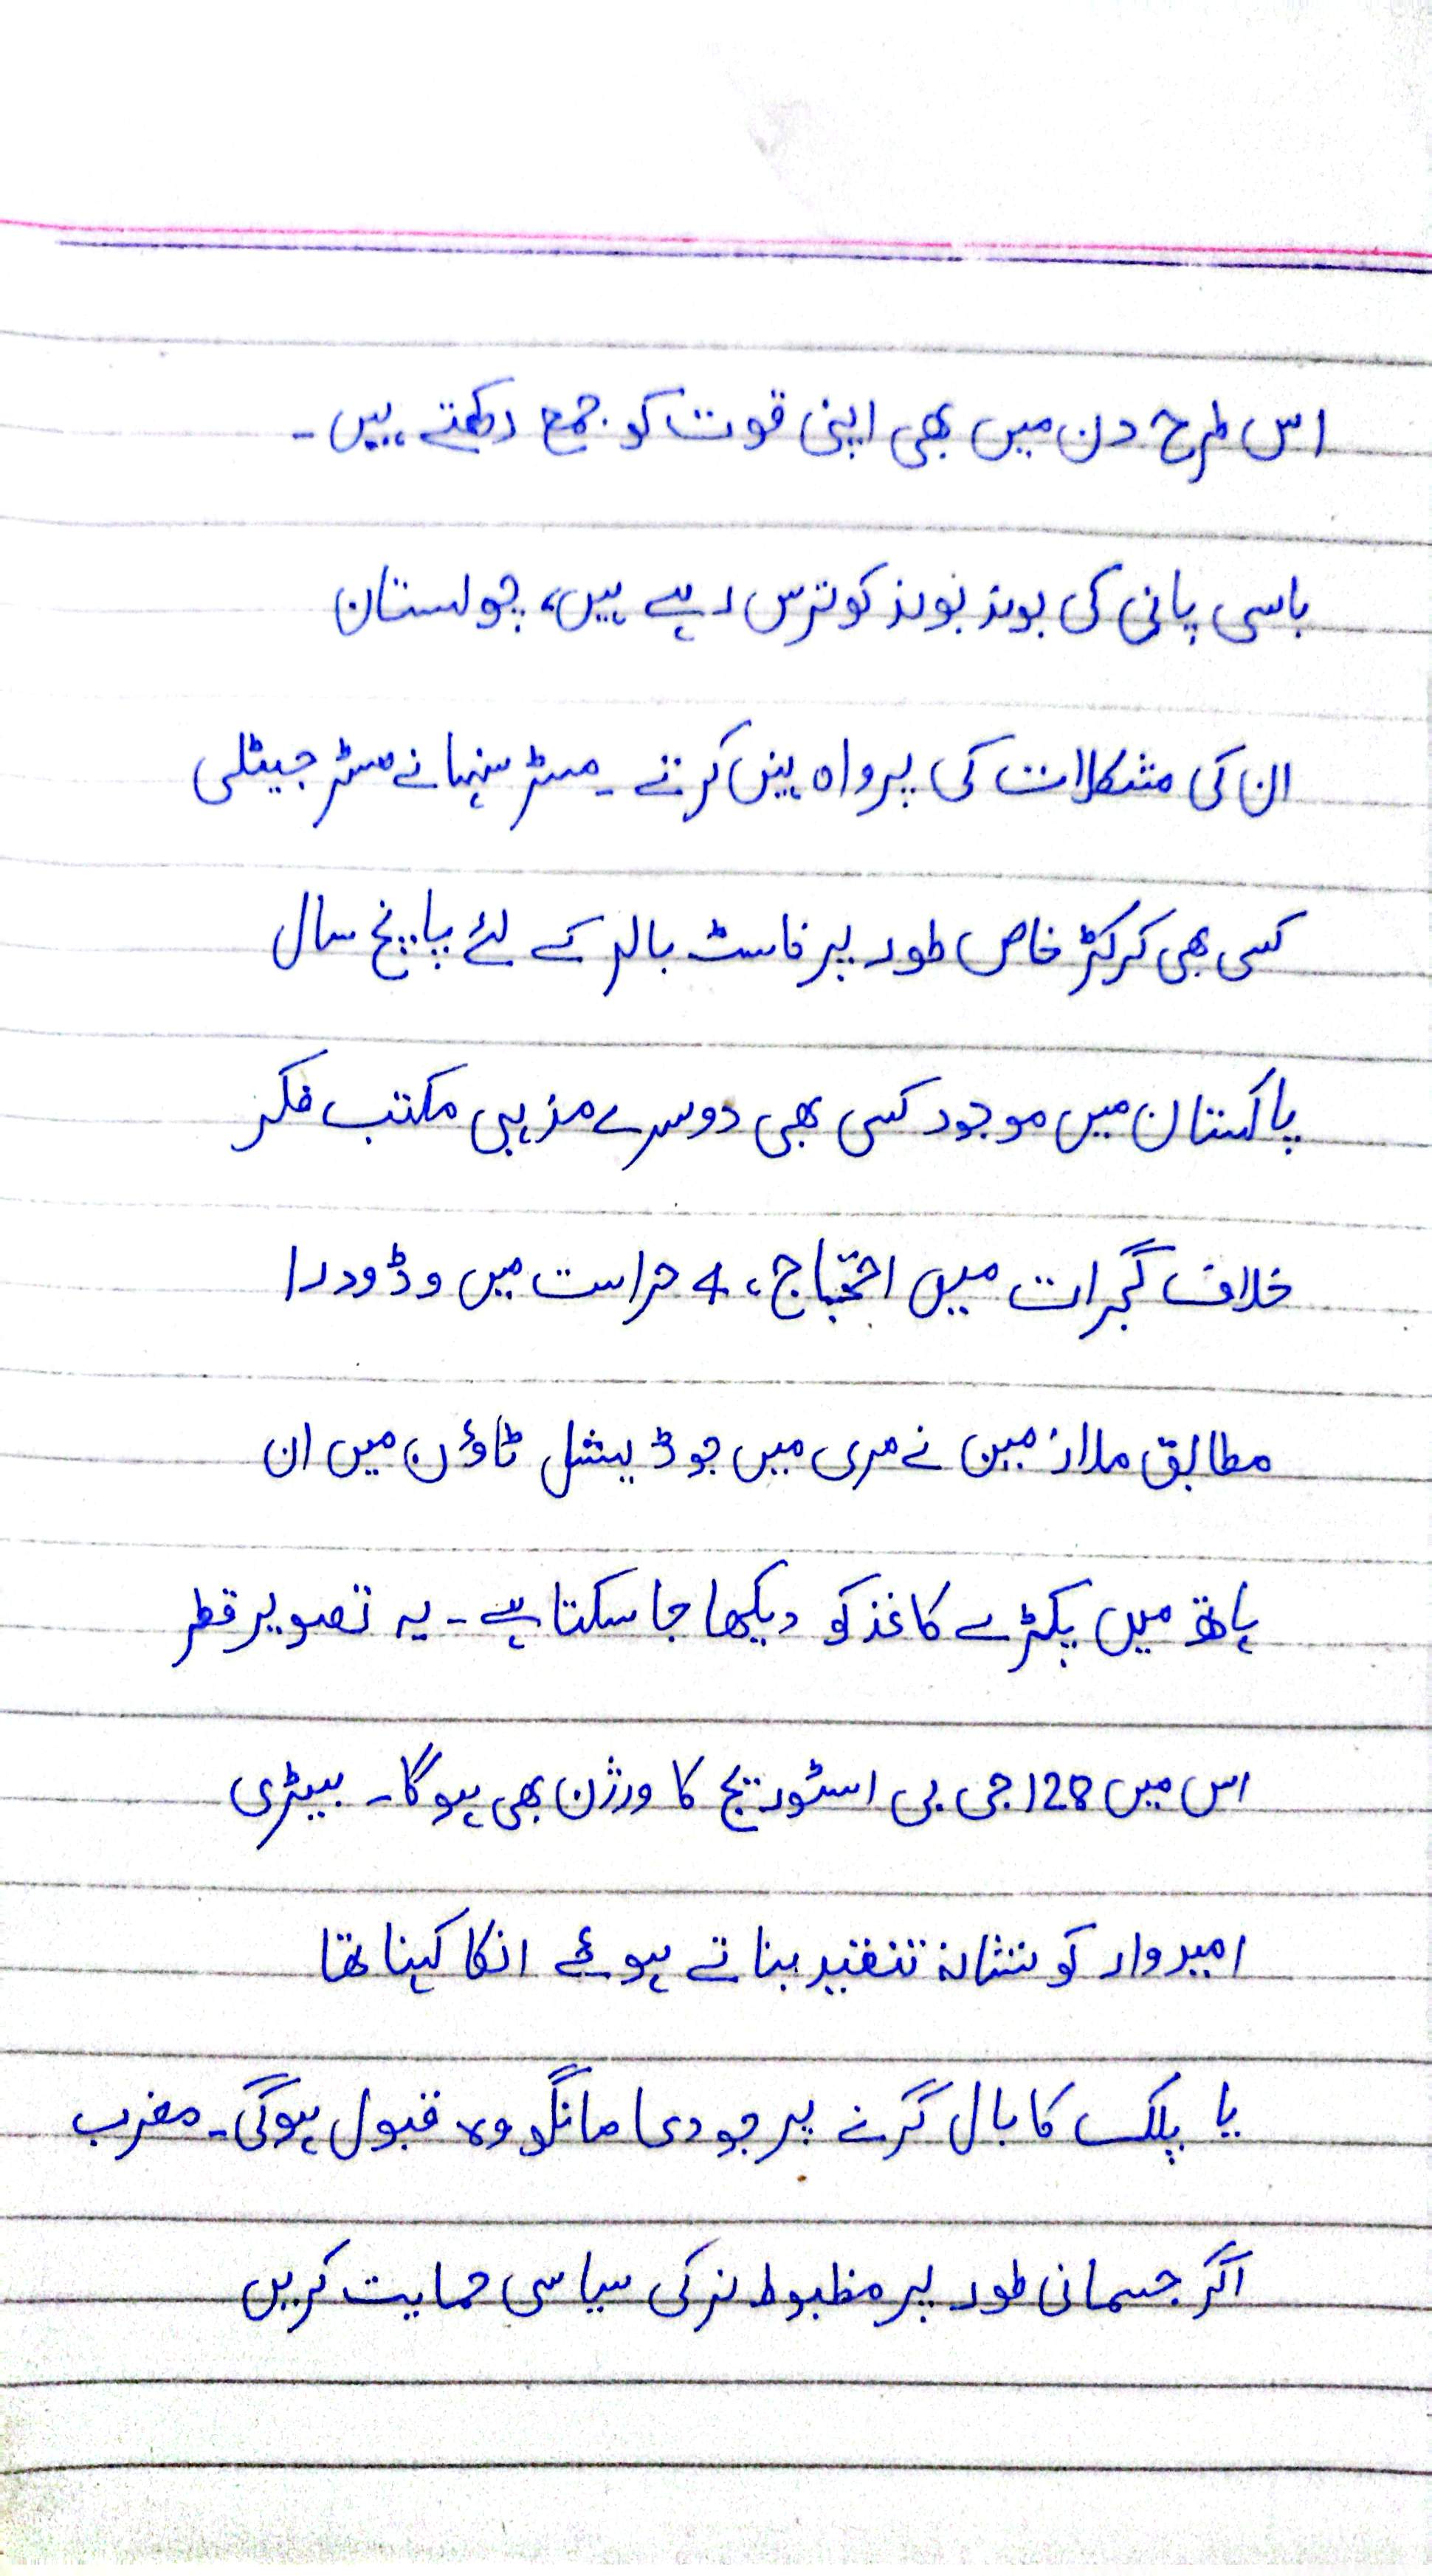 اس طرح دن میں بھی اپنی قوت کو جمع رکھتے ہیں۔
باسی پانی کی بوند بوند کو ترس رہے ہیں، چولستان
ان کی مشکلات کی پرواہ نہیں کرتے۔ مسٹر سنہا نے مسٹر جیٹلی
کسی بھی کرکٹر خاص طور پر فاسٹ بالر کے لئے پانچ سال
پاکستان میں موجود کسی بھی دوسرے مذہبی مکتب فکر
خلاف گجرات میں احتجاج، 4 حراست میں وڈودرا
مطابق ملازمین نے مری میں جوڈیشل ٹاؤن میں ان
ہاتھ میں پکڑے کاغذ کو دیکھا جا سکتا ہے۔ یہ تصویر قطر
اس میں 128 جی بی اسٹوریج کا ورژن بھی ہوگا۔ بیٹری
امیدوار کو نشانہ تنقید بناتے ہوئے انکا کہنا تھا
یا پلک کا بال گرنے پر جو دعا مانگو وہ قبول ہوگی۔ مغرب
اگر جسمانی طور پر مظبوط نر کی سیاسی حمایت کریں